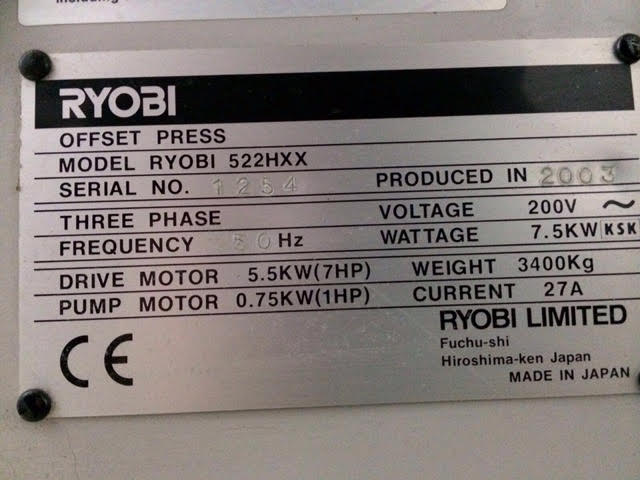 including
RYOBI
OFFSET PRESS
MODEL RYOBI 522HXX
SERIAL NO. 1254 PRODUCED IN 2003
THREE PHASE VOLTAGE 200V ~
FREQUENCY 50 Hz WATTAGE 7.5KW KSK
DRIVE MOTOR 5.5KW(7HP) WEIGHT 3400Kg
PUMP MOTOR 0.75KW(1HP) CURRENT 27A
CE
RYOBI LIMITED
Fuchu-shi
Hiroshima-ken Japan
MADE IN JAPAN